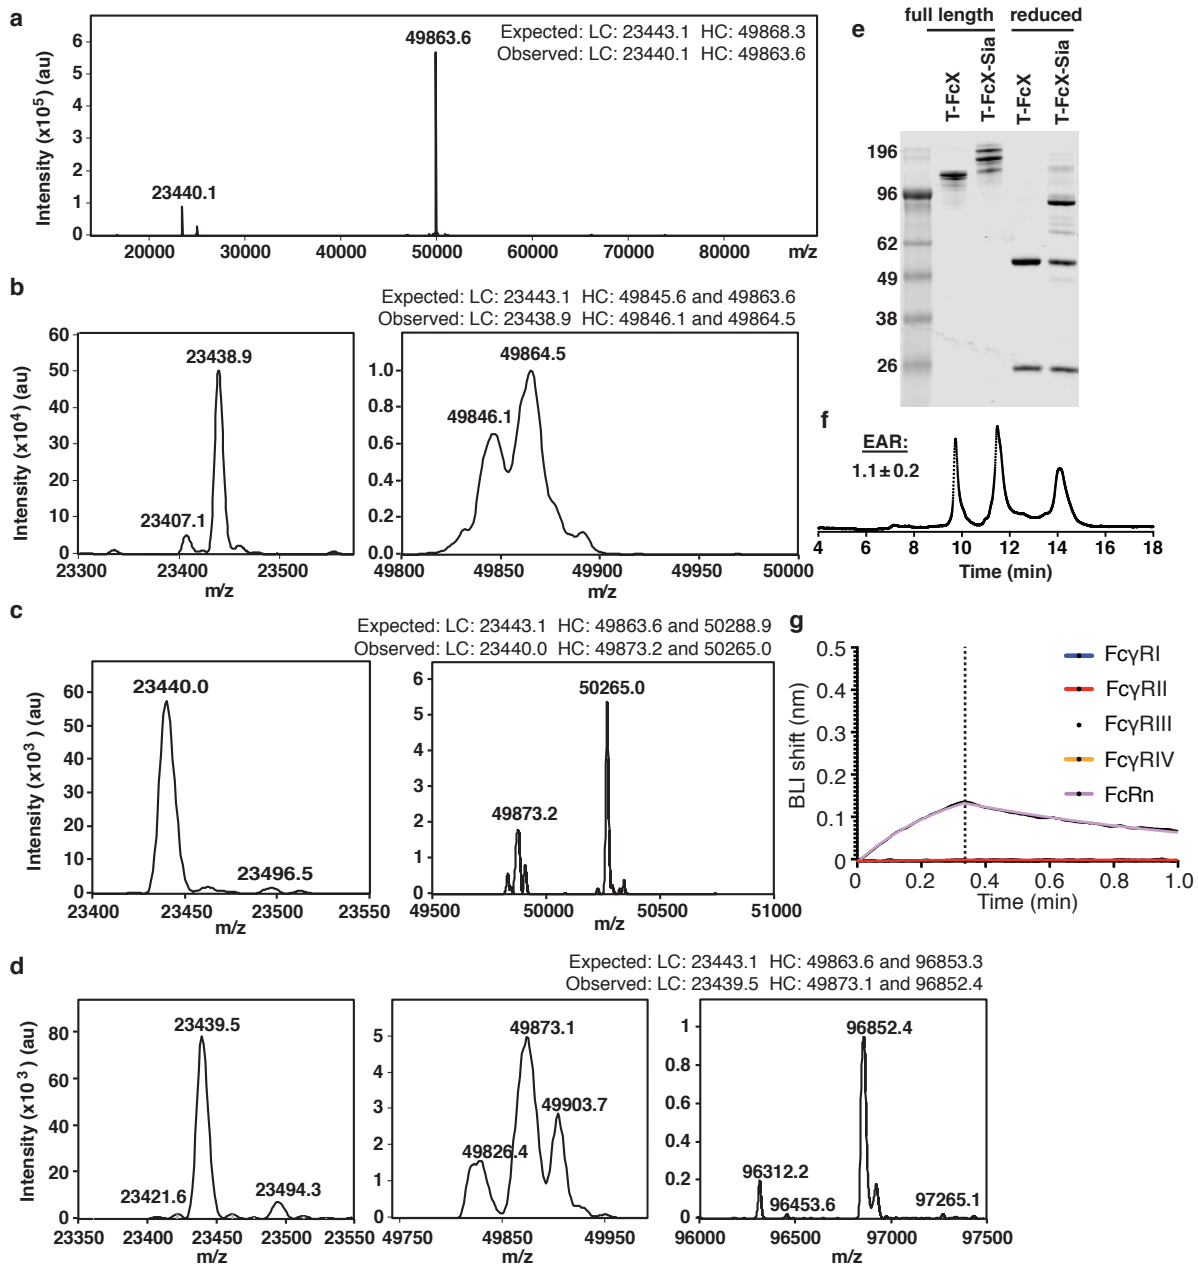 a
Intensity (x10⁵) (au)
6
5
4
3
2
1
0
Expected: LC: 23443.1 HC: 49868.3
Observed: LC: 23440.1 HC: 49863.6
49863.6
23440.1
20000 30000 40000 50000 60000 70000 80000 m/z
b
Expected: LC: 23443.1 HC: 49845.6 and 49863.6
Observed: LC: 23438.9 HC: 49846.1 and 49864.5
Intensity (x10⁴) (au)
60
50
40
30
20
10
0
23438.9
23407.1
23300 23400 23500
m/z
1.0
0.8
0.6
0.4
0.2
0.0
49864.5
49846.1
49800 49850 49900 49950 50000
m/z
c
Expected: LC: 23443.1 HC: 49863.6 and 50288.9
Observed: LC: 23440.0 HC: 49873.2 and 50265.0
Intensity (x10³) (au)
60
50
40
30
20
10
0
23440.0
23496.5
23400 23450 23500 23550
m/z
6
5
4
3
2
1
0
50265.0
49873.2
49500 50000 50500 51000
m/z
d
Expected: LC: 23443.1 HC: 49863.6 and 96853.3
Observed: LC: 23439.5 HC: 49873.1 and 96852.4
Intensity (x10³) (au)
80
60
40
20
0
23439.5
23421.6
23494.3
23350 23400 23450 23500 23550
m/z
5
4
3
2
1
0
49873.1
49903.7
49826.4
49750 49850 49950
m/z
1
0.8
0.6
0.4
0.2
0
96852.4
96312.2
96453.6
97265.1
96000 96500 97000 97500
m/z
e
full length reduced
T-FcX
T-FcX-Sia
T-FcX
T-FcX-Sia
196
96
62
49
38
26
f
EAR:
1.1±0.2
4 6 8 10 12 14 16 18
Time (min)
g
BLI shift (nm)
0.5
0.4
0.3
0.2
0.1
0
FcγRI
FcγRII
FcγRIII
FcγRIV
FcRn
0 0.2 0.4 0.6 0.8 1.0
Time (min)